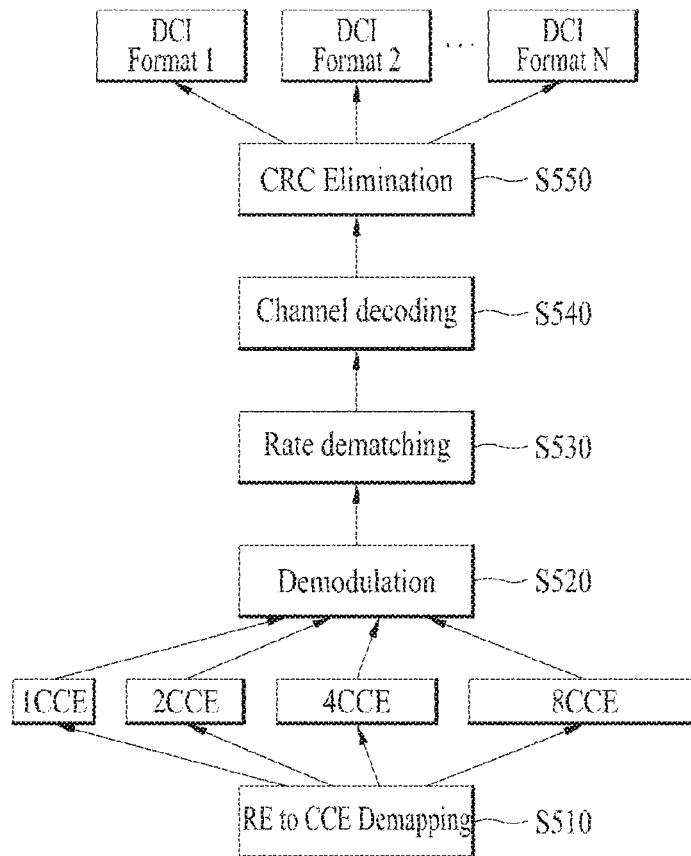 DCI Format 1
DCI Format 2
...
DCI Format N
CRC Elimination
S550
Channel decoding
S540
Rate dematching
S530
Demodulation
S520
1CCE
2CCE
4CCE
8CCE
RE to CCE Demapping
S510